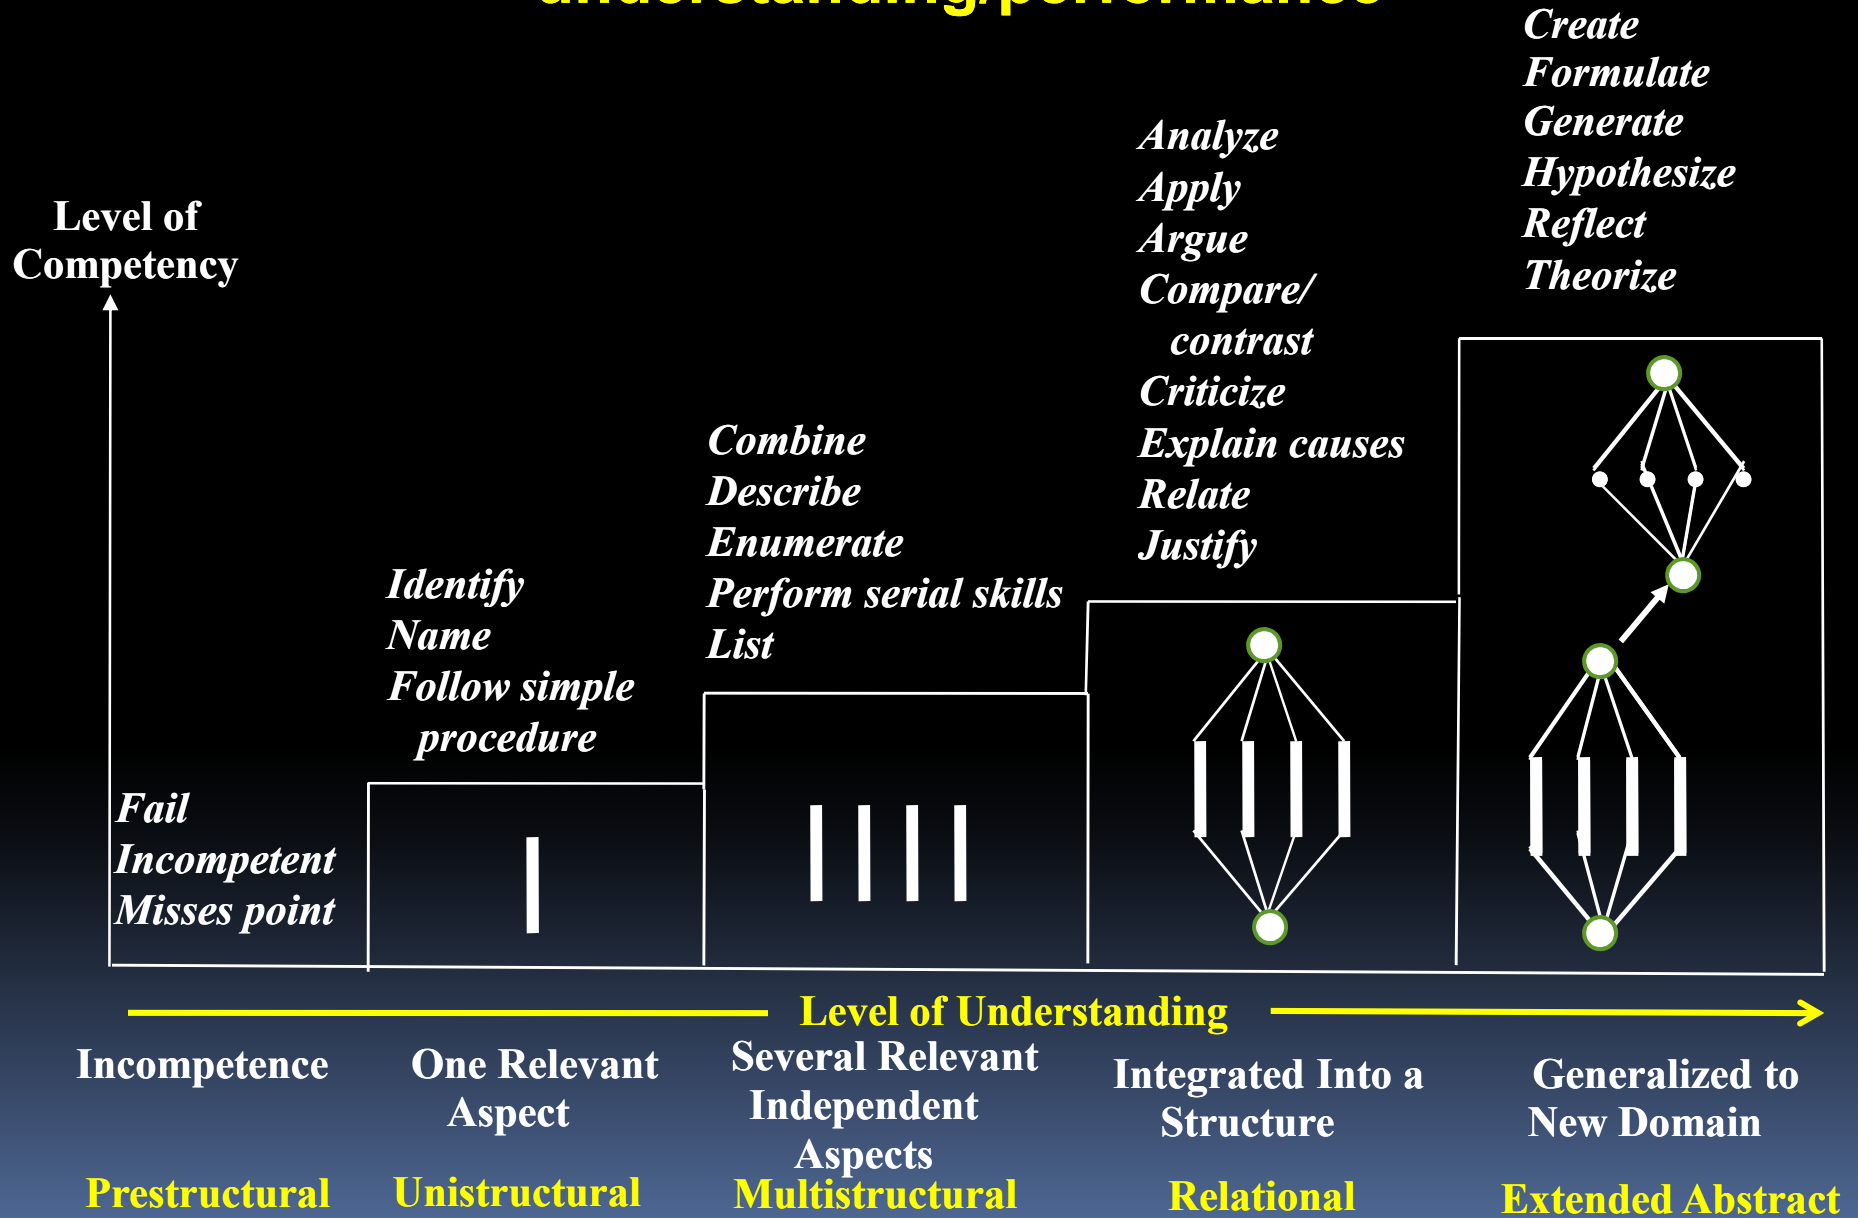 understanding/performance
Create
Formulate
Generate
Hypothesize
Reflect
Theorize
Analyze
Apply
Argue
Compare/
contrast
Criticize
Explain causes
Relate
Justify
Level of
Competency
Combine
Describe
Enumerate
Perform serial skills
List
Identify
Name
Follow simple
procedure
Fail
Incompetent
Misses point
Level of Understanding
Incompetence
One Relevant
Aspect
Several Relevant
Independent
Aspects
Integrated Into a
Structure
Generalized to
New Domain
Prestructural
Unistructural
Multistructural
Relational
Extended Abstract